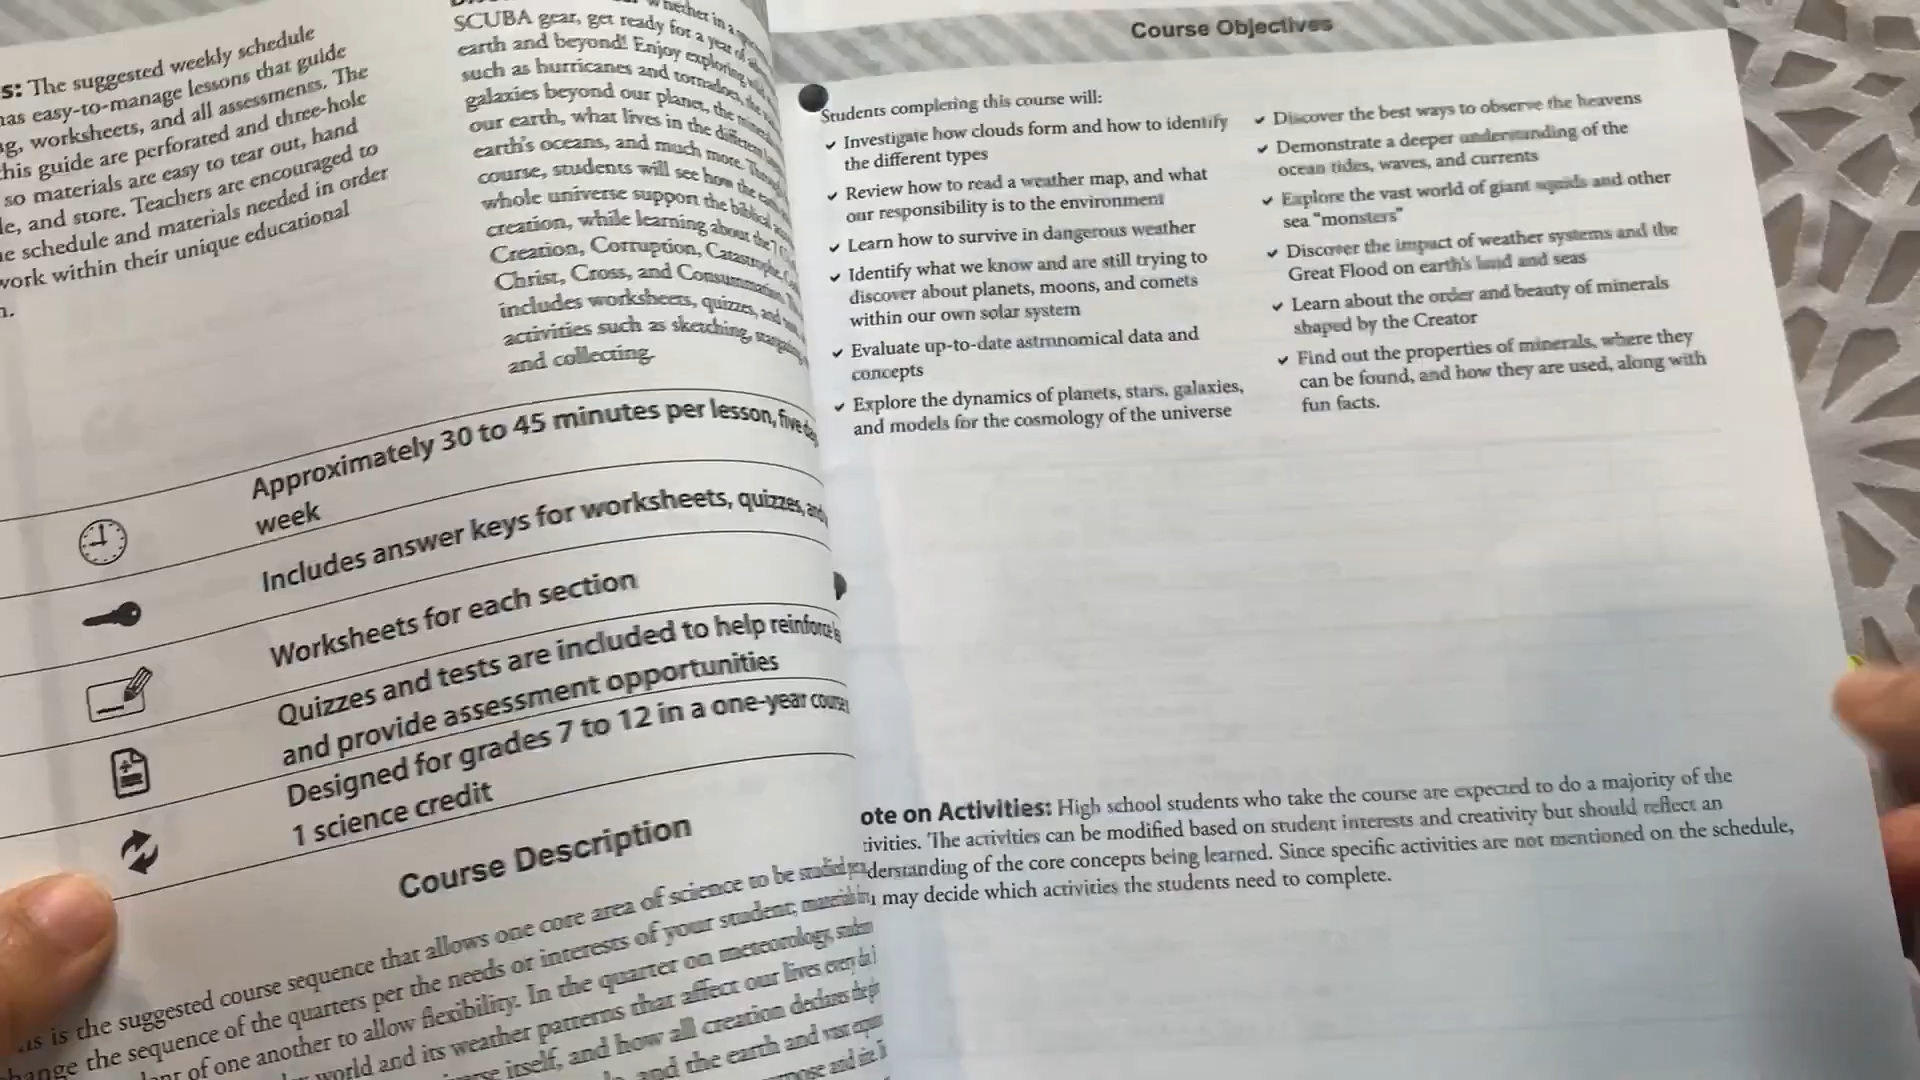 s: The suggested weekly schedule
has easy-to-manage lessons that guide
g, worksheets, and all assessments. The
his guide are perforated and three-hole
so materials are easy to tear out, hand
le, and store. Teachers are encouraged to
e schedule and materials needed in order
work within their unique educational
n.
whether in a
SCUBA gear, get ready for a year of
earth and beyond! Enjoy exploring
such as hurricanes and tornadoes, the
galaxies beyond our planet, the
our earth, what lives in the different
earth's oceans, and much more.
course, students will see how the
whole universe support the biblical
creation, while learning about the 7
Creation, Corruption, Catastrophe,
Christ, Cross, and Consummation.
includes worksheets, quizzes, and
activities such as sketching,
and collecting.
Approximately 30 to 45 minutes per lesson, five
week
Includes answer keys for worksheets, quizzes, and
Worksheets for each section
Quizzes and tests are included to help reinforce
and provide assessment opportunities
Designed for grades 7 to 12 in a one-year course
1 science credit
Course Description
is is the suggested course sequence that allows one core area of science to be studied
hange the sequence of the quarters per the needs or interests of your student; material
of one another to allow flexibility. In the quarter on meteorology,
world and its weather patterns that affect our lives every
itself, and how all creation declares the
and the earth and vast
and
Course Objectives
Students completing this course will:
✔ Investigate how clouds form and how to identify
the different types
✔ Review how to read a weather map, and what
our responsibility is to the environment
✔ Learn how to survive in dangerous weather
✔ Identify what we know and are still trying to
discover about planets, moons, and comets
within our own solar system
✔ Evaluate up-to-date astronomical data and
concepts
✔ Explore the dynamics of planets, stars, galaxies,
and models for the cosmology of the universe
✔ Discover the best ways to observe the heavens
✔ Demonstrate a deeper understanding of the
ocean tides, waves, and currents
✔ Explore the vast world of giant squids and other
sea "monsters"
✔ Discover the impact of weather systems and the
Great Flood on earth's land and seas
✔ Learn about the order and beauty of minerals
shaped by the Creator
✔ Find out the properties of minerals, where they
can be found, and how they are used, along with
fun facts.
ote on Activities: High school students who take the course are expected to do a majority of the
tivities. The activities can be modified based on student interests and creativity but should reflect an
derstanding of the core concepts being learned. Since specific activities are not mentioned on the schedule,
may decide which activities the students need to complete.